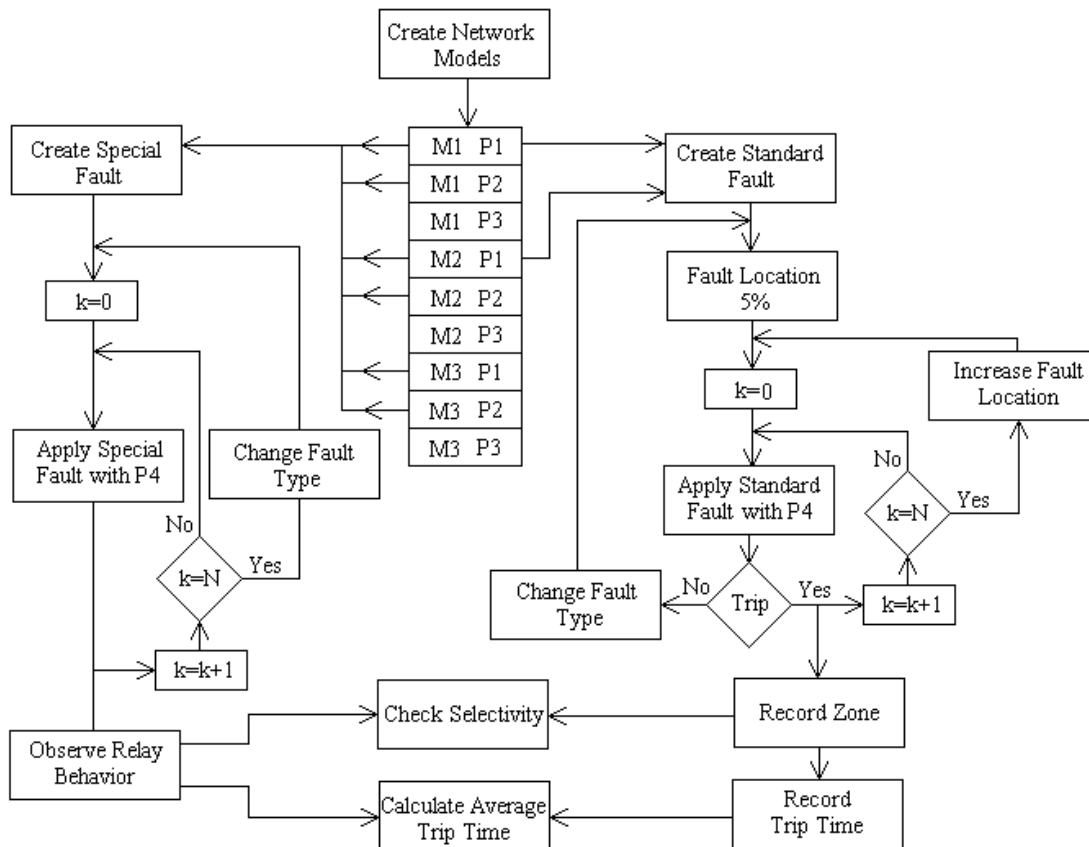 Create Network
Models
Create Special
Fault
M1 P1
M1 P2
M1 P3
M2 P1
M2 P2
M2 P3
M3 P1
M3 P2
M3 P3
Create Standard
Fault
k=0
Apply Special
Fault with P4
Change Fault
Type
No
k=N
Yes
k=k+1
Observe Relay
Behavior
Fault Location
5%
k=0
Increase Fault
Location
Apply Standard
Fault with P4
No
k=N
Yes
Change Fault
Type
No
Trip
Yes
k=k+1
Check Selectivity
Record Zone
Calculate Average
Trip Time
Record
Trip Time